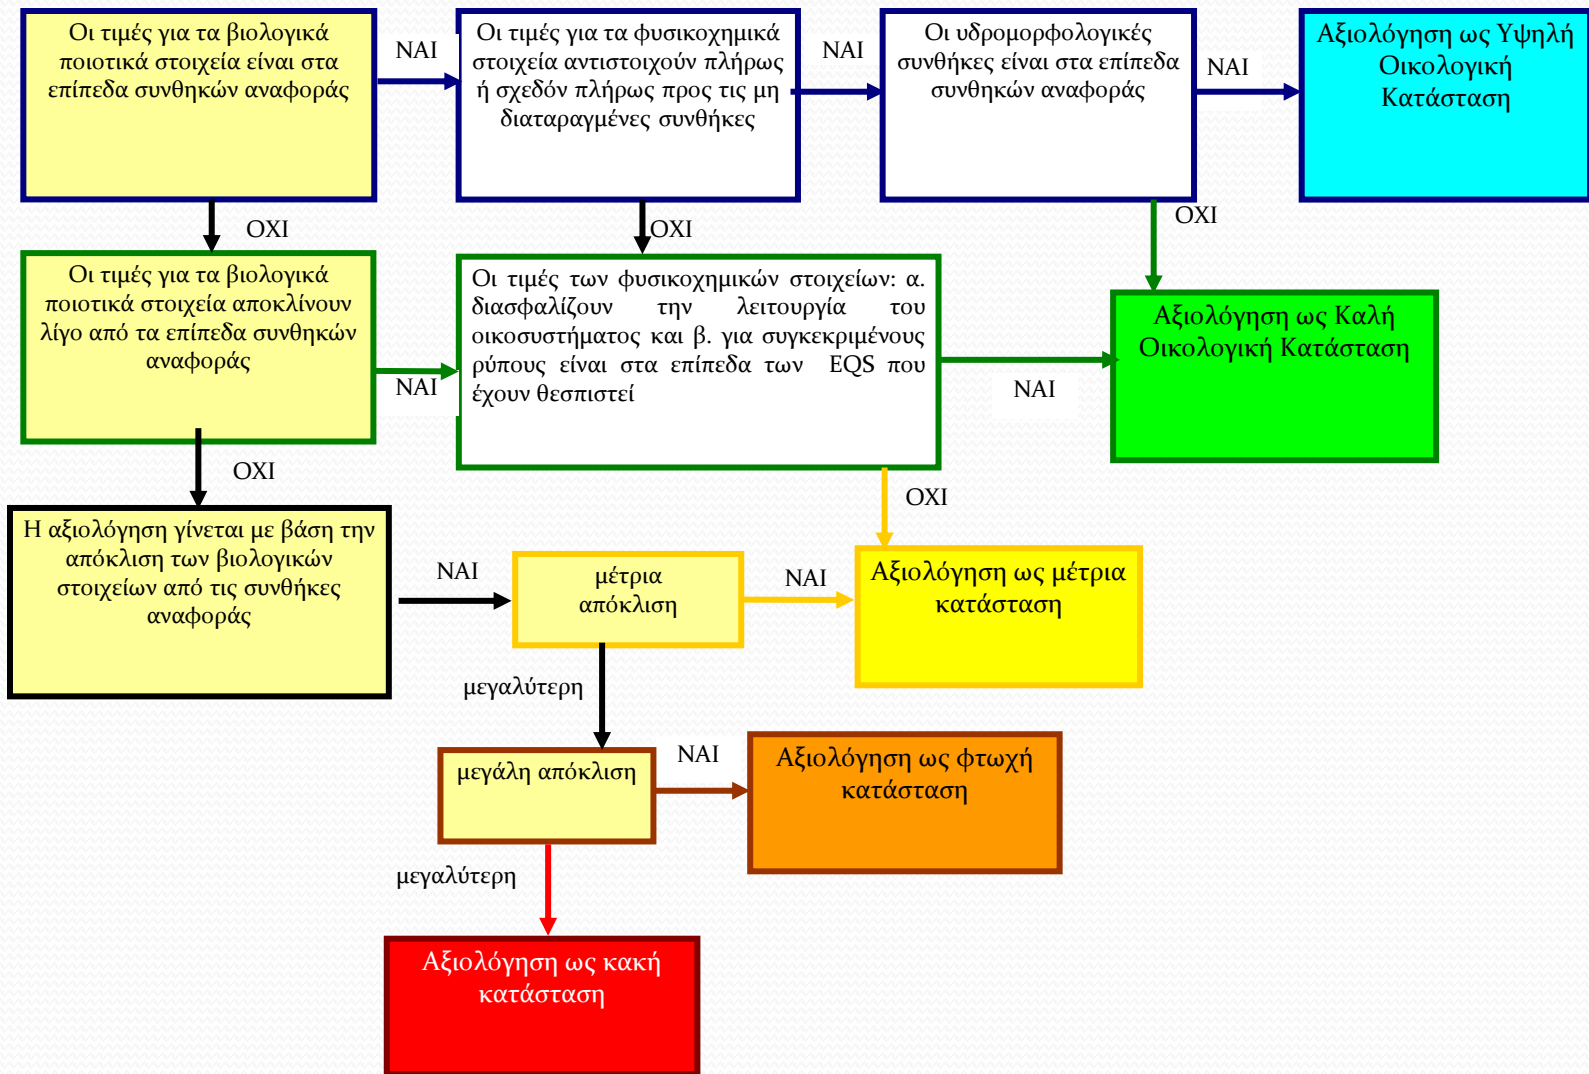 Οι τιμές για τα βιολογικά
ποιοτικά στοιχεία είναι στα
επίπεδα συνθηκών αναφοράς
ΝΑΙ
Οι τιμές για τα φυσικοχημικά
στοιχεία αντιστοιχούν πλήρως
ή σχεδόν πλήρως προς τις μη
διαταραγμένες συνθήκες
ΝΑΙ
Οι υδρομορφολογικές
συνθήκες είναι στα επίπεδα
συνθηκών αναφοράς
ΝΑΙ
Αξιολόγηση ως Υψηλή
Οικολογική
Κατάσταση
ΟΧΙ
ΟΧΙ
ΟΧΙ
Οι τιμές για τα βιολογικά
ποιοτικά στοιχεία αποκλίνουν
λίγο από τα επίπεδα συνθηκών
αναφοράς
ΝΑΙ
Οι τιμές των φυσικοχημικών στοιχείων: α.
διασφαλίζουν την λειτουργία του
οικοσυστήματος και β. για συγκεκριμένους
ρύπους είναι στα επίπεδα των EQS που
έχουν θεσπιστεί
ΝΑΙ
Αξιολόγηση ως Καλή
Οικολογική Κατάσταση
ΟΧΙ
ΟΧΙ
Η αξιολόγηση γίνεται με βάση την
απόκλιση των βιολογικών
στοιχείων από τις συνθήκες
αναφοράς
ΝΑΙ
μέτρια
απόκλιση
ΝΑΙ
Αξιολόγηση ως μέτρια
κατάσταση
μεγαλύτερη
μεγάλη απόκλιση
ΝΑΙ
Αξιολόγηση ως φτωχή
κατάσταση
μεγαλύτερη
Αξιολόγηση ως κακή
κατάσταση